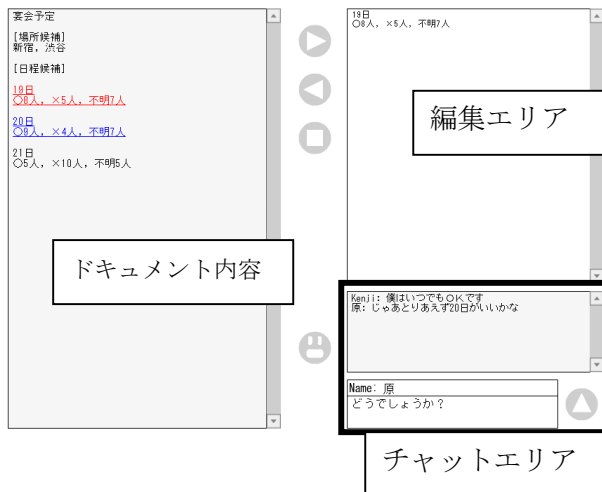 宴会予定
[場所候補]
新宿，渋谷
[日程候補]
19日
○8人，×5人，不明7人
20日
○9人，×4人，不明7人
21日
○5人，×10人，不明5人
ドキュメント内容
19日
○8人，×5人，不明7人
編集エリア
Kenji: 僕はいつでもＯＫです
原: じゃあとりあえず20日がいいかな
Name: 原
どうでしょうか？
チャットエリア